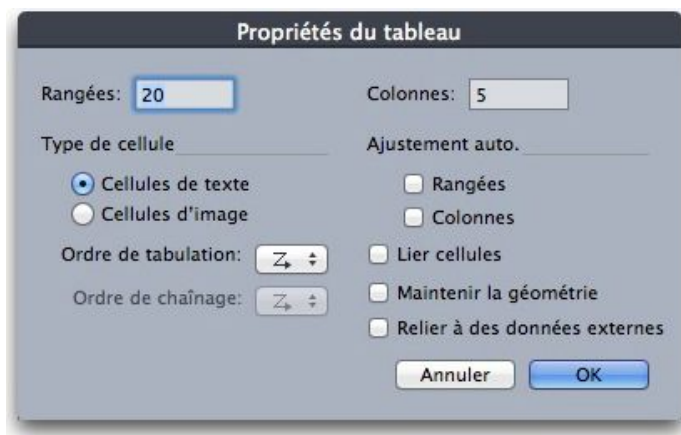 Propriétés du tableau
Rangées: 20
Colonnes: 5
Type de cellule
Ajustement auto.
Cellules de texte
Rangées
Cellules d'image
Colonnes
Ordre de tabulation:
Lier cellules
Ordre de chaînage:
Maintenir la géométrie
Relier à des données externes
Annuler
OK